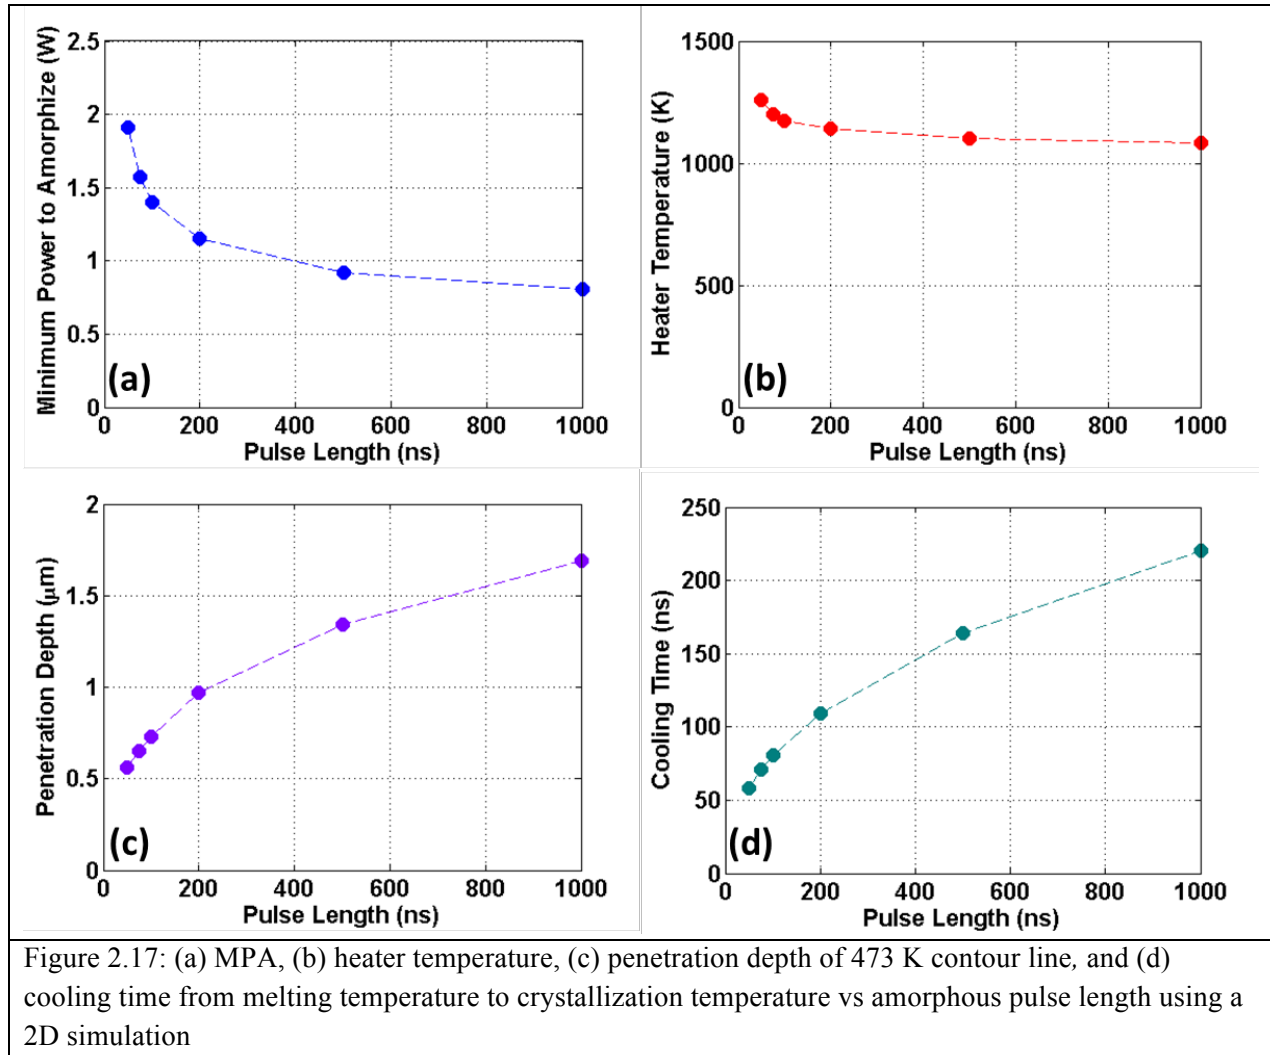 2.5
2
1.5
1
0.5
0
Minimum Power to Amorphize (W)
(a)
0 200 400 600 800 1000
Pulse Length (ns)
1500
1000
500
0
Heater Temperature (K)
(b)
0 200 400 600 800 1000
Pulse Length (ns)
2
1.5
1
0.5
0
Penetration Depth (μm)
(c)
0 200 400 600 800 1000
Pulse Length (ns)
250
200
150
100
50
0
Cooling Time (ns)
(d)
0 200 400 600 800 1000
Pulse Length (ns)
Figure 2.17: (a) MPA, (b) heater temperature, (c) penetration depth of 473 K contour line, and (d)
cooling time from melting temperature to crystallization temperature vs amorphous pulse length using a
2D simulation